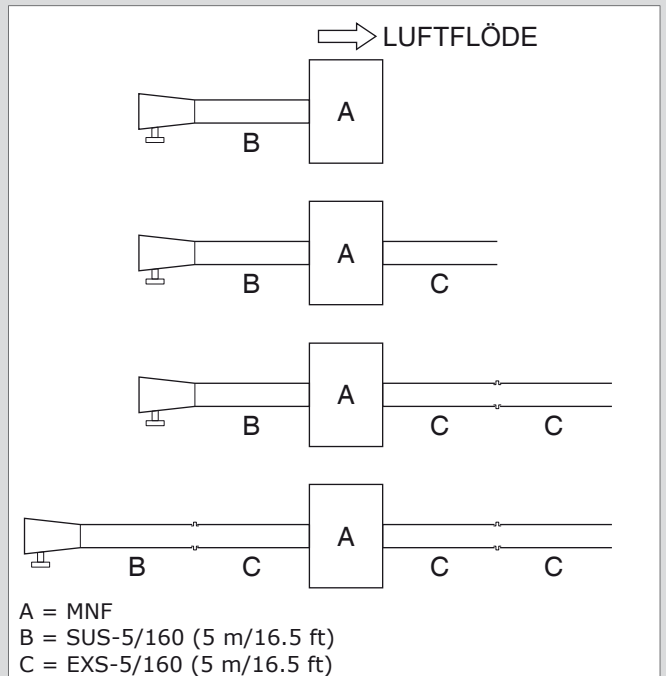 LUFTFLÖDE
A
B
A
B C
A
B C C
A
B C C C
A = MNF
B = SUS-5/160 (5 m/16.5 ft)
C = EXS-5/160 (5 m/16.5 ft)